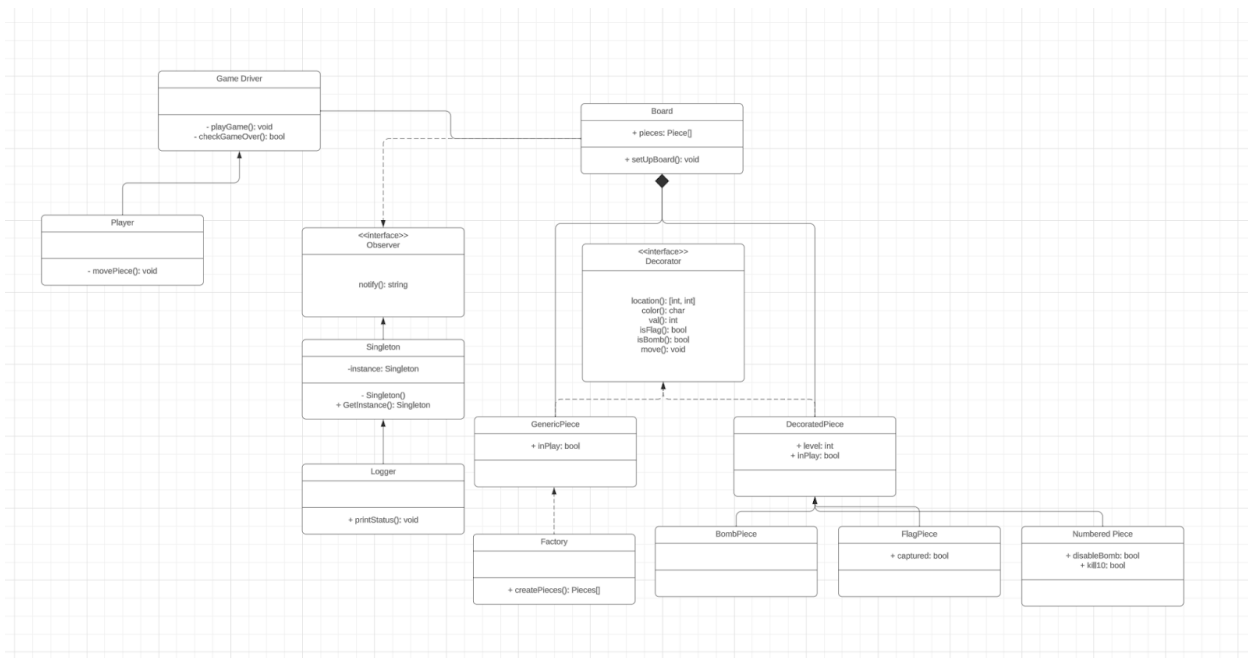 Game Driver
- playGame(): void
- checkGameOver(): bool
Board
+ pieces: Piece[]
+ setUpBoard(): void
Player
- movePiece(): void
<<interface>>
Observer
notify(): string
<<interface>>
Decorator
location(): [int, int]
color(): char
val(): int
isFlag(): bool
isBomb(): bool
move(): void
Singleton
-instance: Singleton
- Singleton()
+ GetInstance(): Singleton
GenericPiece
+ inPlay: bool
DecoratedPiece
+ level: int
+ inPlay: bool
Logger
+ printStatus(): void
Factory
+ createPieces(): Pieces[]
BombPiece
FlagPiece
+ captured: bool
Numbered Piece
+ disableBomb: bool
+ kill10: bool